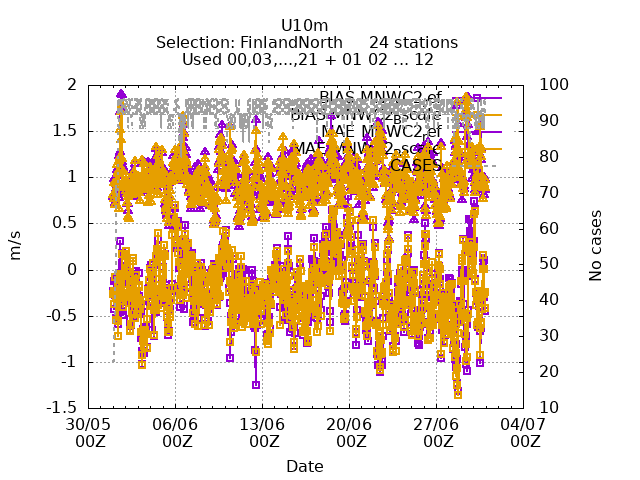 U10m
Selection: FinlandNorth 24 stations
Used 00,03,...,21 + 01 02 ... 12
2
1.5
1
0.5
0
-0.5
-1
-1.5
m/s
100
90
80
70
60
50
40
30
20
10
No cases
MAE MNWC2
CASES
30/05 06/06 13/06 20/06 27/06 04/07
00Z 00Z 00Z 00Z 00Z 00Z
Date